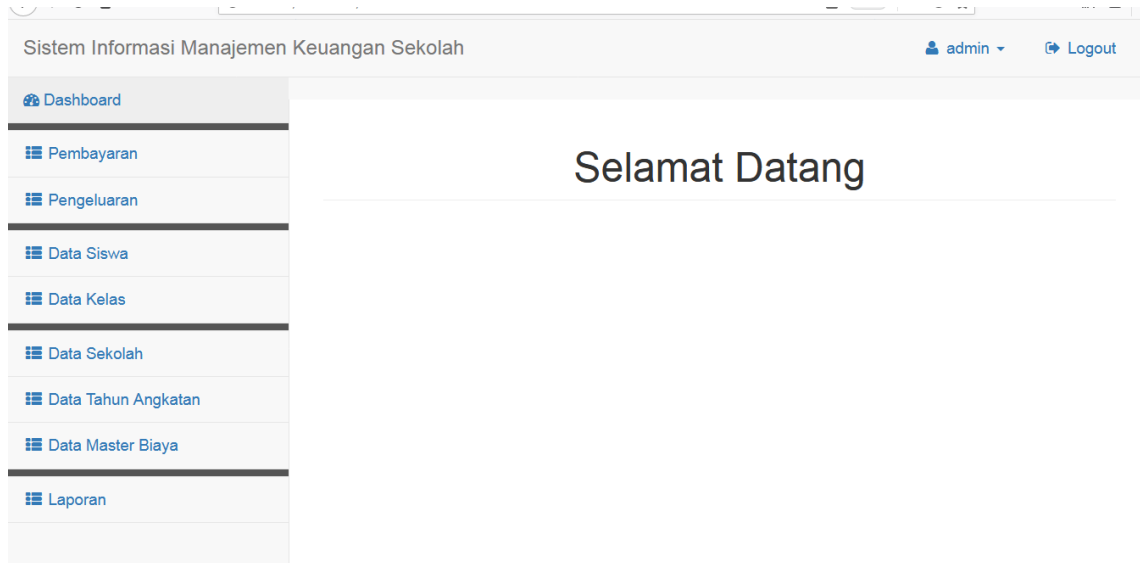 Sistem Informasi Manajemen Keuangan Sekolah
admin
Logout
Dashboard
Pembayaran
Pengeluaran
Data Siswa
Data Kelas
Data Sekolah
Data Tahun Angkatan
Data Master Biaya
Laporan
Selamat Datang